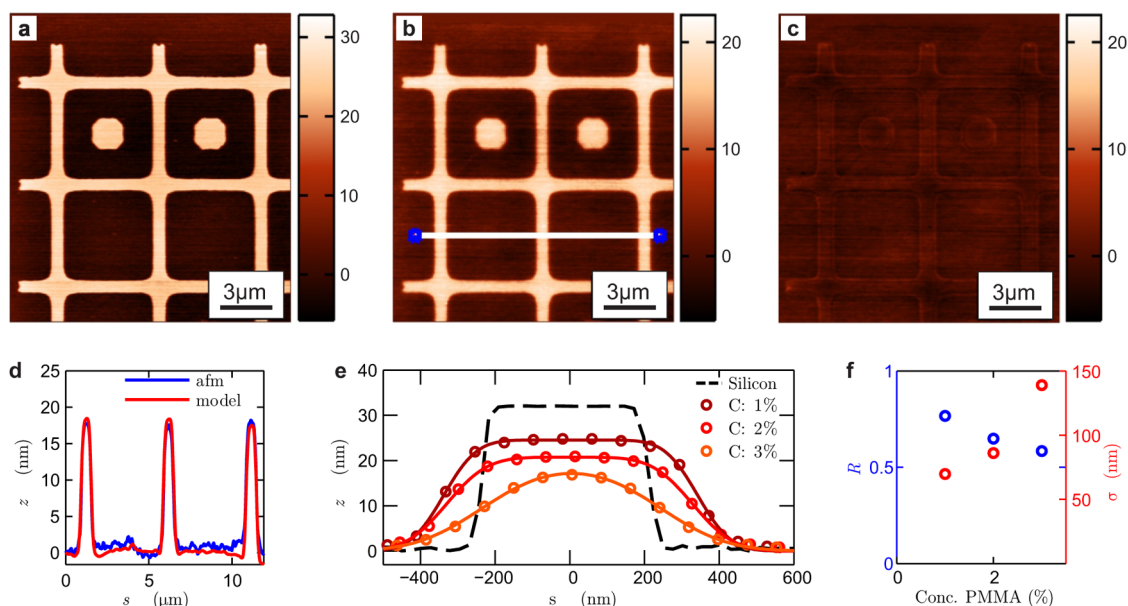 a
30
20
10
0
3μm
b
20
10
0
3μm
c
20
10
0
3μm
d
25
20
15
10
5
0
0 5 10
z (nm)
s (μm)
afm
model
e
40
30
20
10
0
−400 −200 0 200 400 600
z (nm)
s (nm)
Silicon
C: 1%
C: 2%
C: 3%
f
1
0.5
0
R
0 2
Conc. PMMA (%)
150
100
50
σ (nm)